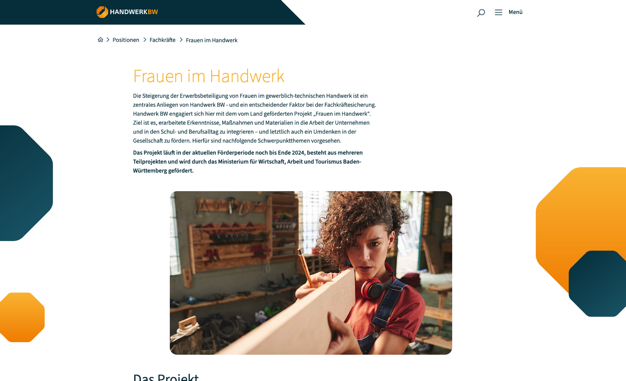 HANDWERKBW
Menü
Positionen
Fachkräfte
Frauen im Handwerk
Frauen im Handwerk
Die Steigerung der Erwerbsbeteiligung von Frauen im gewerblich-technischen Handwerk ist ein
zentrales Anliegen von Handwerk BW - und ein entscheidender Faktor bei der Fachkräftesicherung.
Handwerk BW engagiert sich hier mit dem vom Land geförderten Projekt „Frauen im Handwerk".
Ziel ist es, erarbeitete Erkenntnisse, Maßnahmen und Materialien in die Arbeit der Unternehmen
und in den Schul- und Berufsalltag zu integrieren – und letztlich auch ein Umdenken in der
Gesellschaft zu fördern. Hierfür sind nachfolgende Schwerpunktthemen vorgesehen.
Das Projekt läuft in der aktuellen Förderperiode noch bis Ende 2024, besteht aus mehreren
Teilprojekten und wird durch das Ministerium für Wirtschaft, Arbeit und Tourismus Baden-
Württemberg gefördert.
Das Projekt